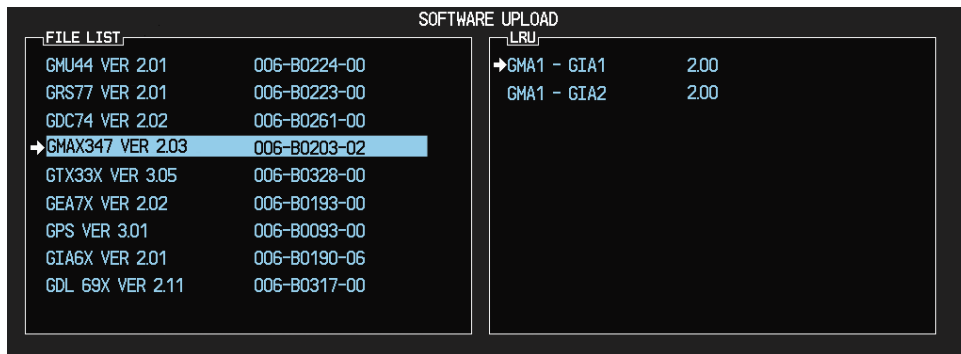 SOFTWARE UPLOAD
FILE LIST
GMU44 VER 2.01 006-B0224-00
GRS77 VER 2.01 006-B0223-00
GDC74 VER 2.02 006-B0261-00
GMAX347 VER 2.03 006-B0203-02
GTX33X VER 3.05 006-B0328-00
GEA7X VER 2.02 006-B0193-00
GPS VER 3.01 006-B0093-00
GIA6X VER 2.01 006-B0190-06
GDL 69X VER 2.11 006-B0317-00
LRU
GMA1 - GIA1 2.00
GMA1 - GIA2 2.00